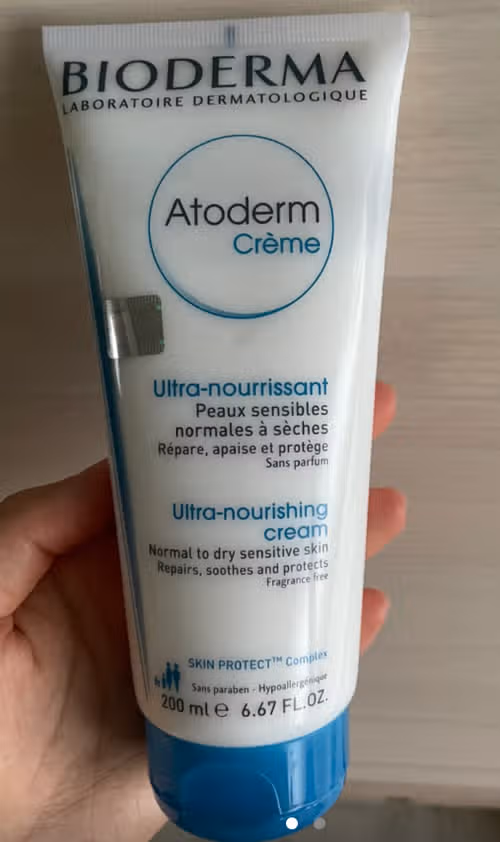 BIODERMA
LABORATOIRE DERMATOLOGIQUE
Atoderm
Crème
Ultra-nourrissant
Peaux sensibles
normales à sèches
Répare, apaise et protège
Sans parfum
Ultra-nourishing
cream
Normal to dry sensitive skin
Repairs, soothes and protects
Fragrance free
SKIN PROTECT™ Complex
Sans paraben - Hypoallergénique
200 ml ℮ 6.67 FL.OZ.